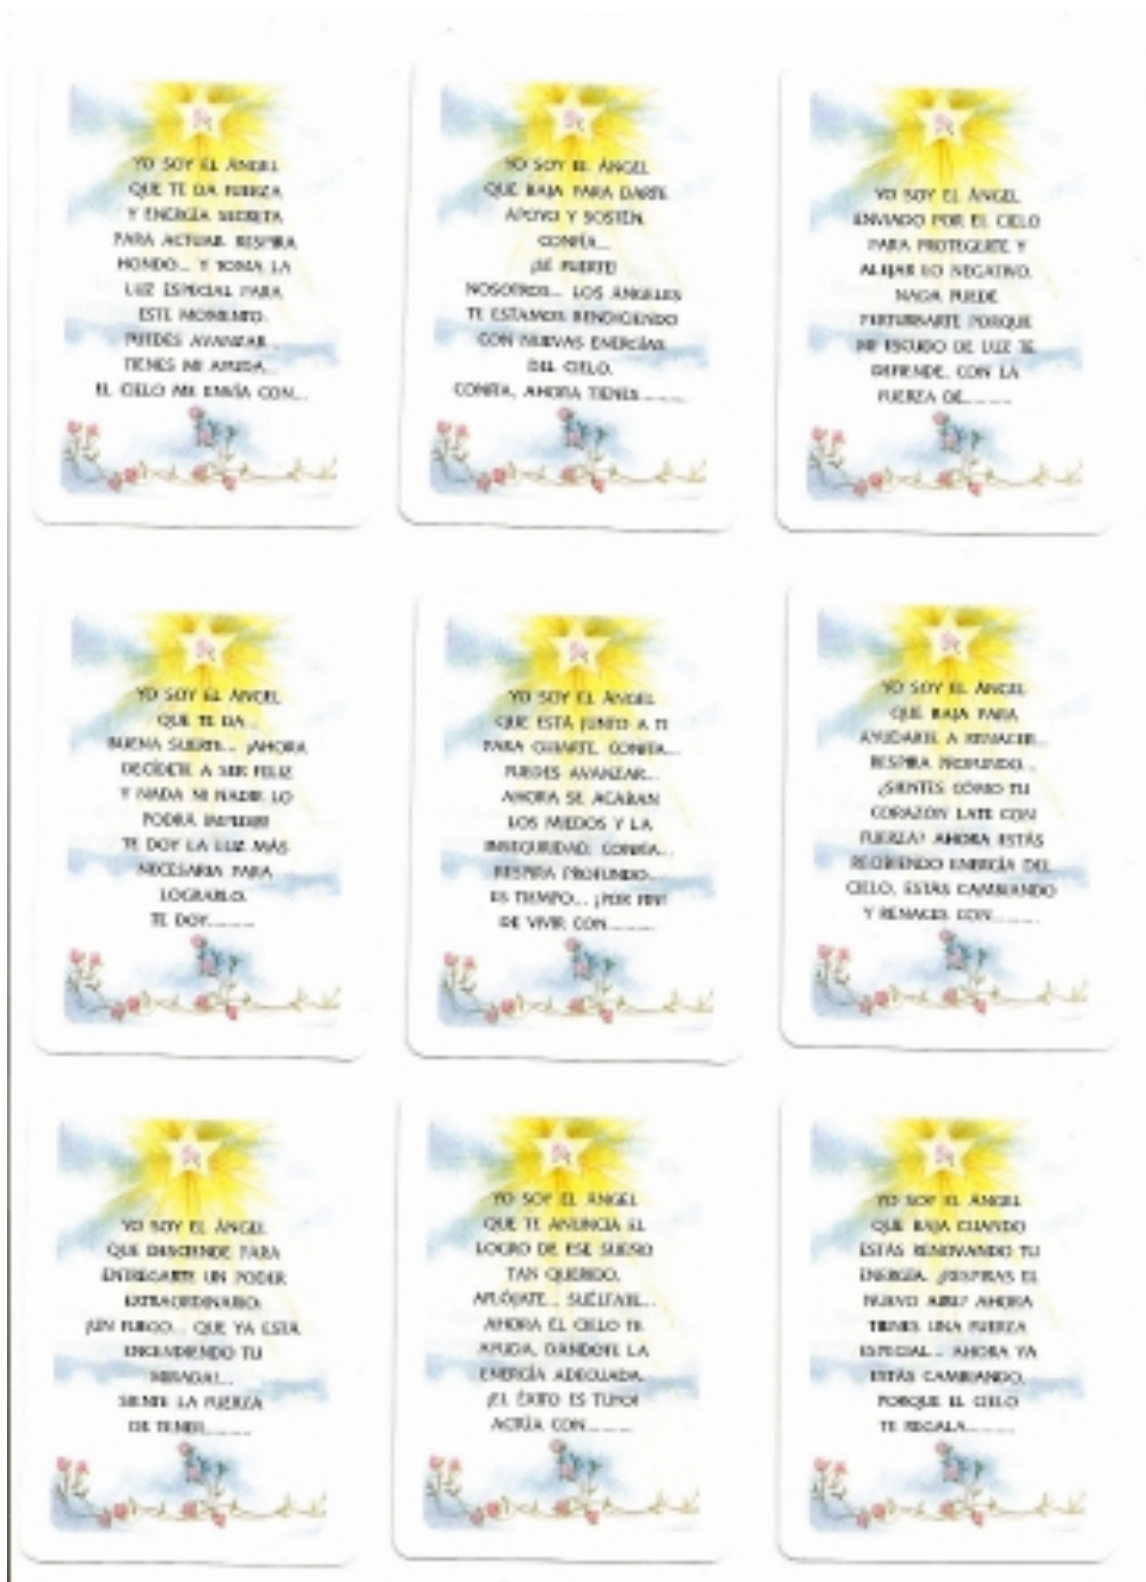 YO SOY EL ÁNGEL
QUE TE DA FUERZA
Y ENERGÍA SECRETA
PARA ACTUAR. RESPIRA
HONDO... Y TOMA LA
LUZ ESPECIAL PARA
ESTE MOMENTO.
PUEDES AVANZAR...
TIENES MI AYUDA...
EL CIELO ME ENVÍA CON...
YO SOY EL ÁNGEL
QUE BAJA PARA DARTE
APOYO Y SOSTÉN.
CONFÍA...
¡SÉ FUERTE!
NOSOTROS... LOS ÁNGELES
TE ESTAMOS BENDICIENDO
CON NUEVAS ENERGÍAS
DEL CIELO.
CONFÍA, AHORA TIENES......
YO SOY EL ÁNGEL
ENVIADO POR EL CIELO
PARA PROTEGERTE Y
ALEJAR LO NEGATIVO.
NADA PUEDE
PERTURBARTE PORQUE
MI ESCUDO DE LUZ TE
DEFIENDE. CON LA
FUERZA DE......
YO SOY EL ÁNGEL
QUE TE DA...
BUENA SUERTE... ¡AHORA
DECÍDETE A SER FELIZ
Y NADA NI NADIE LO
PODRÁ IMPEDIR!
TE DOY LA LUZ MÁS
NECESARIA PARA
LOGRARLO.
TE DOY......
YO SOY EL ÁNGEL
QUE ESTÁ JUNTO A TI
PARA GUIARTE. CONFÍA...
PUEDES AVANZAR...
AHORA SE ACABAN
LOS MIEDOS Y LA
INSEGURIDAD. CONFÍA...
RESPIRA PROFUNDO...
ES TIEMPO... ¡POR FIN!
DE VIVIR CON......
YO SOY EL ÁNGEL
QUE BAJA PARA
AYUDARTE A RENACER...
RESPIRA PROFUNDO...
¿SIENTES CÓMO TU
CORAZÓN LATE CON
FUERZA? AHORA ESTÁS
RECIBIENDO ENERGÍA DEL
CIELO, ESTÁS CAMBIANDO
Y RENACES CON......
YO SOY EL ÁNGEL
QUE DESCIENDE PARA
ENTREGARTE UN PODER
EXTRAORDINARIO:
¡UN FUEGO... QUE YA ESTÁ
ENCENDIENDO TU
MIRADA!...
SIENTE LA FUERZA
DE TENER......
YO SOY EL ÁNGEL
QUE TE ANUNCIA EL
LOGRO DE ESE SUEÑO
TAN QUERIDO.
AFLÓJATE... SUÉLTATE...
AHORA EL CIELO TE
AYUDA, DÁNDOTE LA
ENERGÍA ADECUADA.
¡EL ÉXITO ES TUYO!
ACTÚA CON......
YO SOY EL ÁNGEL
QUE BAJA CUANDO
ESTÁS RENOVANDO TU
ENERGÍA. ¿RESPIRAS EL
NUEVO AIRE? AHORA
TIENES UNA FUERZA
ESPECIAL... AHORA YA
ESTÁS CAMBIANDO,
PORQUE EL CIELO
TE REGALA......